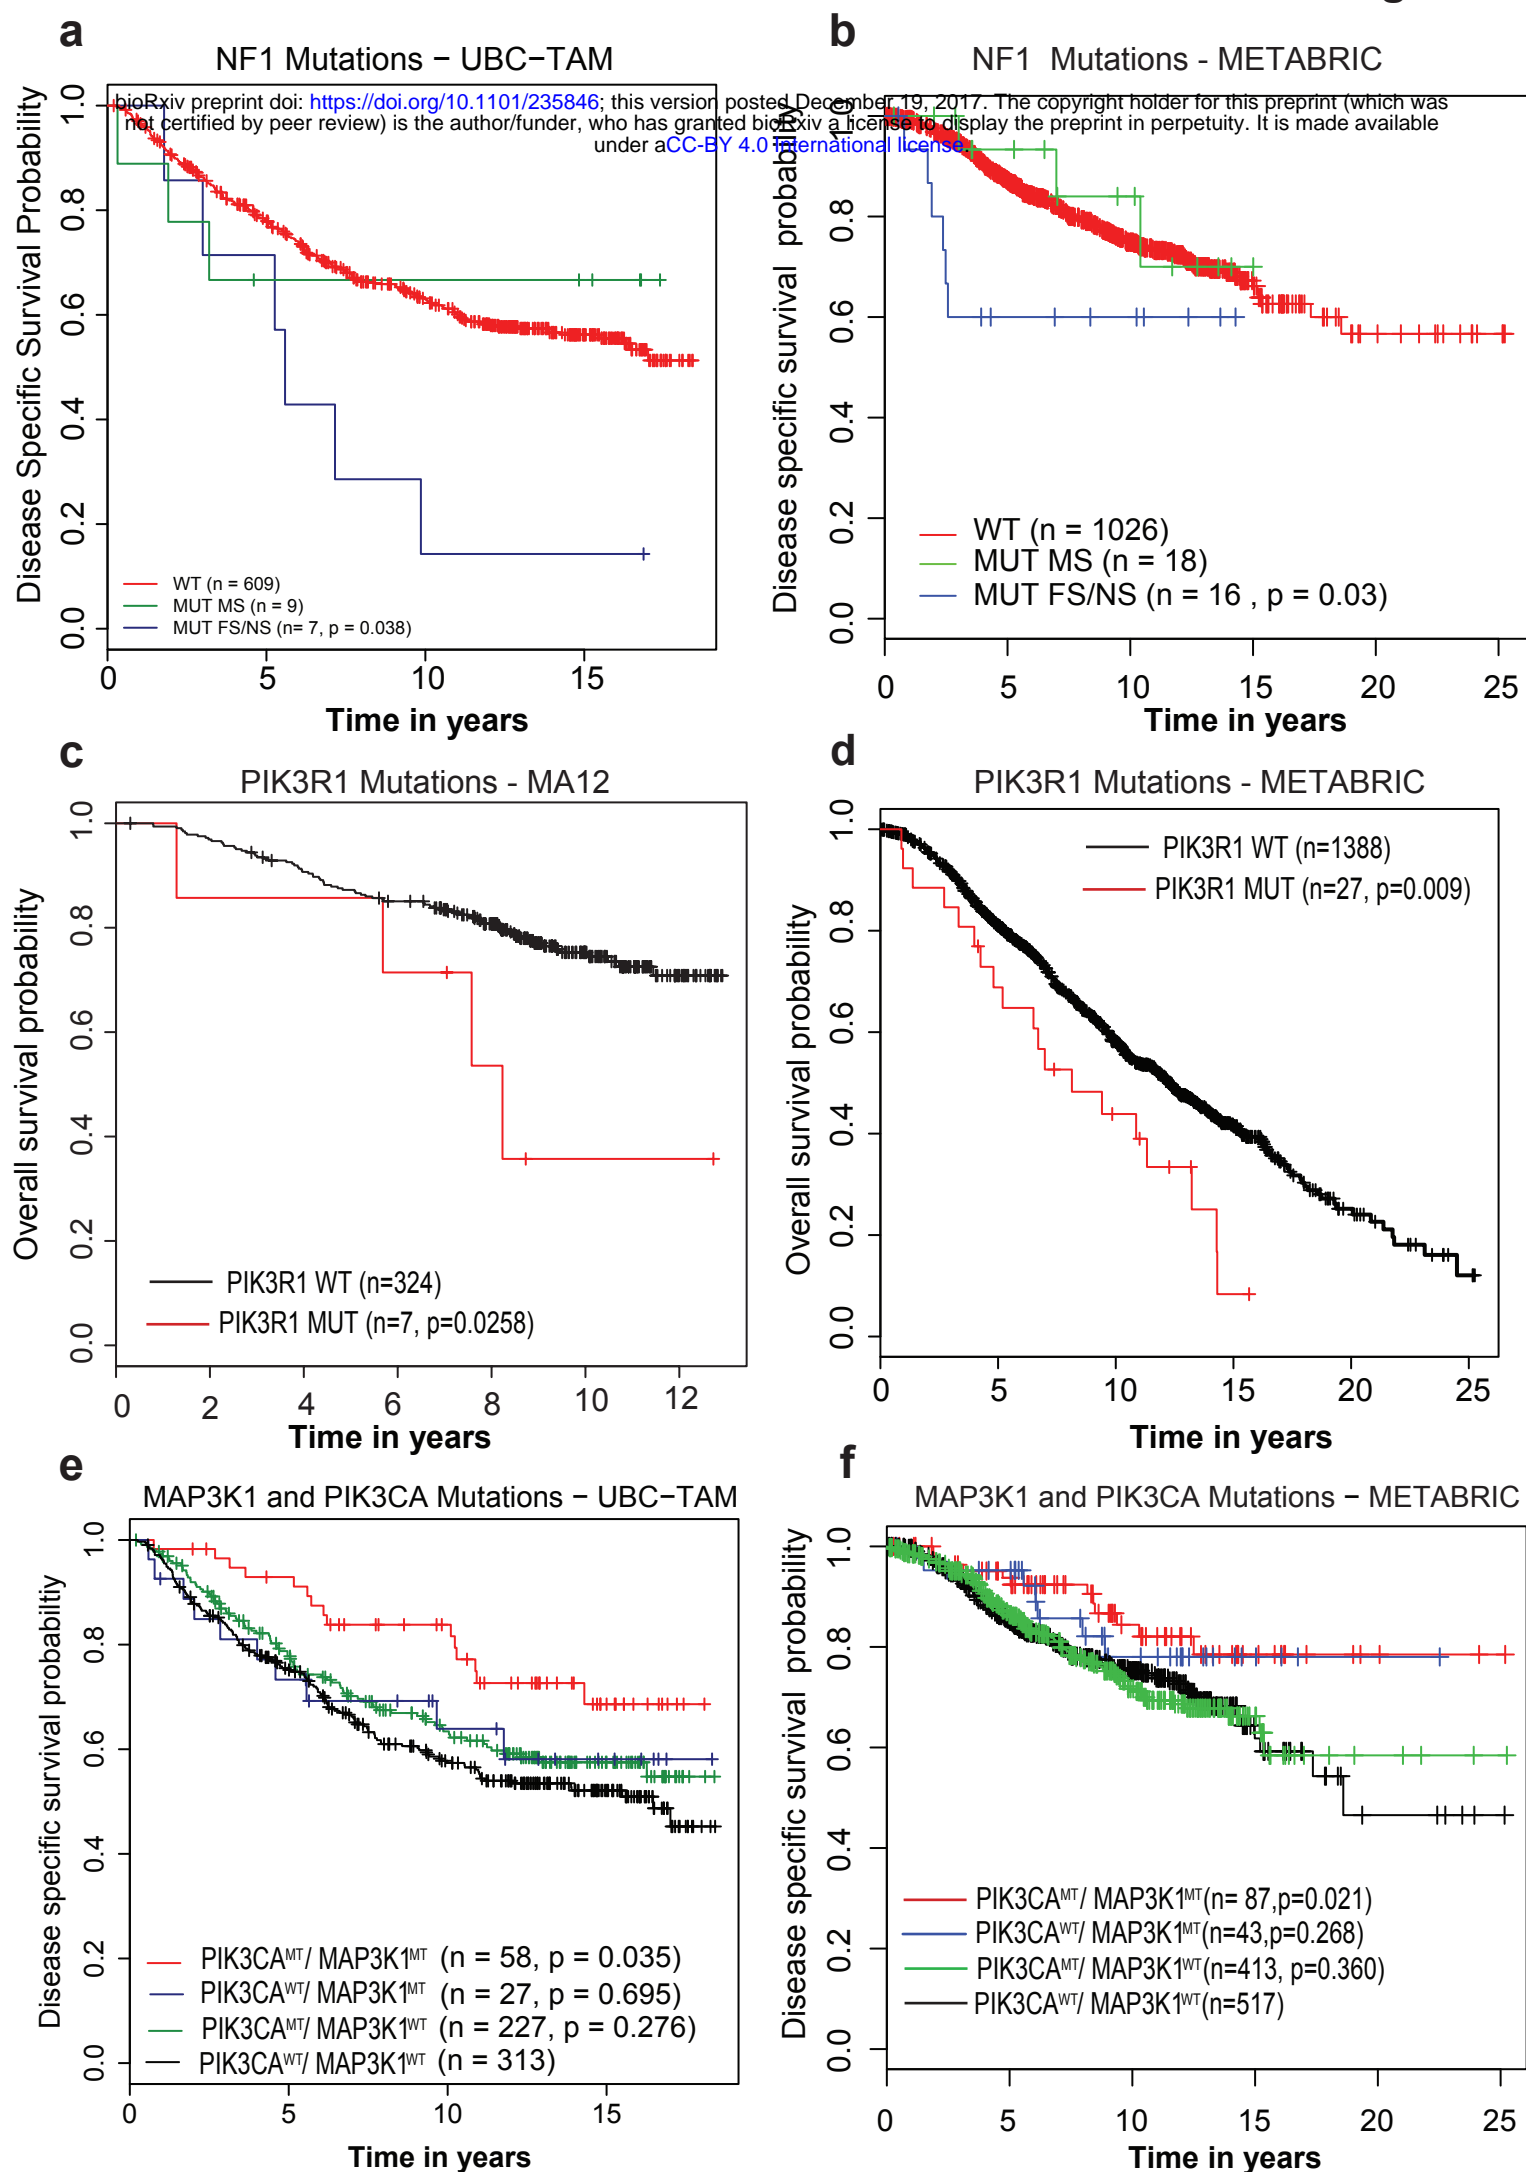 g
a
NF1 Mutations – UBC–TAM
bioRxiv preprint doi: https://doi.org/10.1101/235846; this version posted December 19, 2017. The copyright holder for this preprint (which was
not certified by peer review) is the author/funder, who has granted bioRxiv a license to display the preprint in perpetuity. It is made available
under aCC-BY 4.0 International license.
Disease Specific Survival Probability
1.0
0.8
0.6
0.4
0.2
0.0
WT (n = 609)
MUT MS (n = 9)
MUT FS/NS (n= 7, p = 0.038)
0 5 10 15
Time in years
b
NF1 Mutations - METABRIC
Disease specific survival probability
1.0
0.8
0.6
0.4
0.2
0.0
WT (n = 1026)
MUT MS (n = 18)
MUT FS/NS (n = 16 , p = 0.03)
0 5 10 15 20 25
Time in years
c
PIK3R1 Mutations - MA12
Overall survival probability
1.0
0.8
0.6
0.4
0.2
0.0
PIK3R1 WT (n=324)
PIK3R1 MUT (n=7, p=0.0258)
0 2 4 6 8 10 12
Time in years
d
PIK3R1 Mutations - METABRIC
Overall survival probability
1.0
0.8
0.6
0.4
0.2
0.0
PIK3R1 WT (n=1388)
PIK3R1 MUT (n=27, p=0.009)
0 5 10 15 20 25
Time in years
e
MAP3K1 and PIK3CA Mutations – UBC–TAM
Disease specific survival probability
1.0
0.8
0.6
0.4
0.2
0.0
PIK3CAᴹᵀ/ MAP3K1ᴹᵀ (n = 58, p = 0.035)
PIK3CAᵂᵀ/ MAP3K1ᴹᵀ (n = 27, p = 0.695)
PIK3CAᴹᵀ/ MAP3K1ᵂᵀ (n = 227, p = 0.276)
PIK3CAᵂᵀ/ MAP3K1ᵂᵀ (n = 313)
0 5 10 15
Time in years
f
MAP3K1 and PIK3CA Mutations – METABRIC
Disease specific survival probability
1.0
0.8
0.6
0.4
0.2
0.0
PIK3CAᴹᵀ/ MAP3K1ᴹᵀ(n= 87,p=0.021)
PIK3CAᵂᵀ/ MAP3K1ᴹᵀ(n=43,p=0.268)
PIK3CAᴹᵀ/ MAP3K1ᵂᵀ(n=413, p=0.360)
PIK3CAᵂᵀ/ MAP3K1ᵂᵀ(n=517)
0 5 10 15 20 25
Time in years